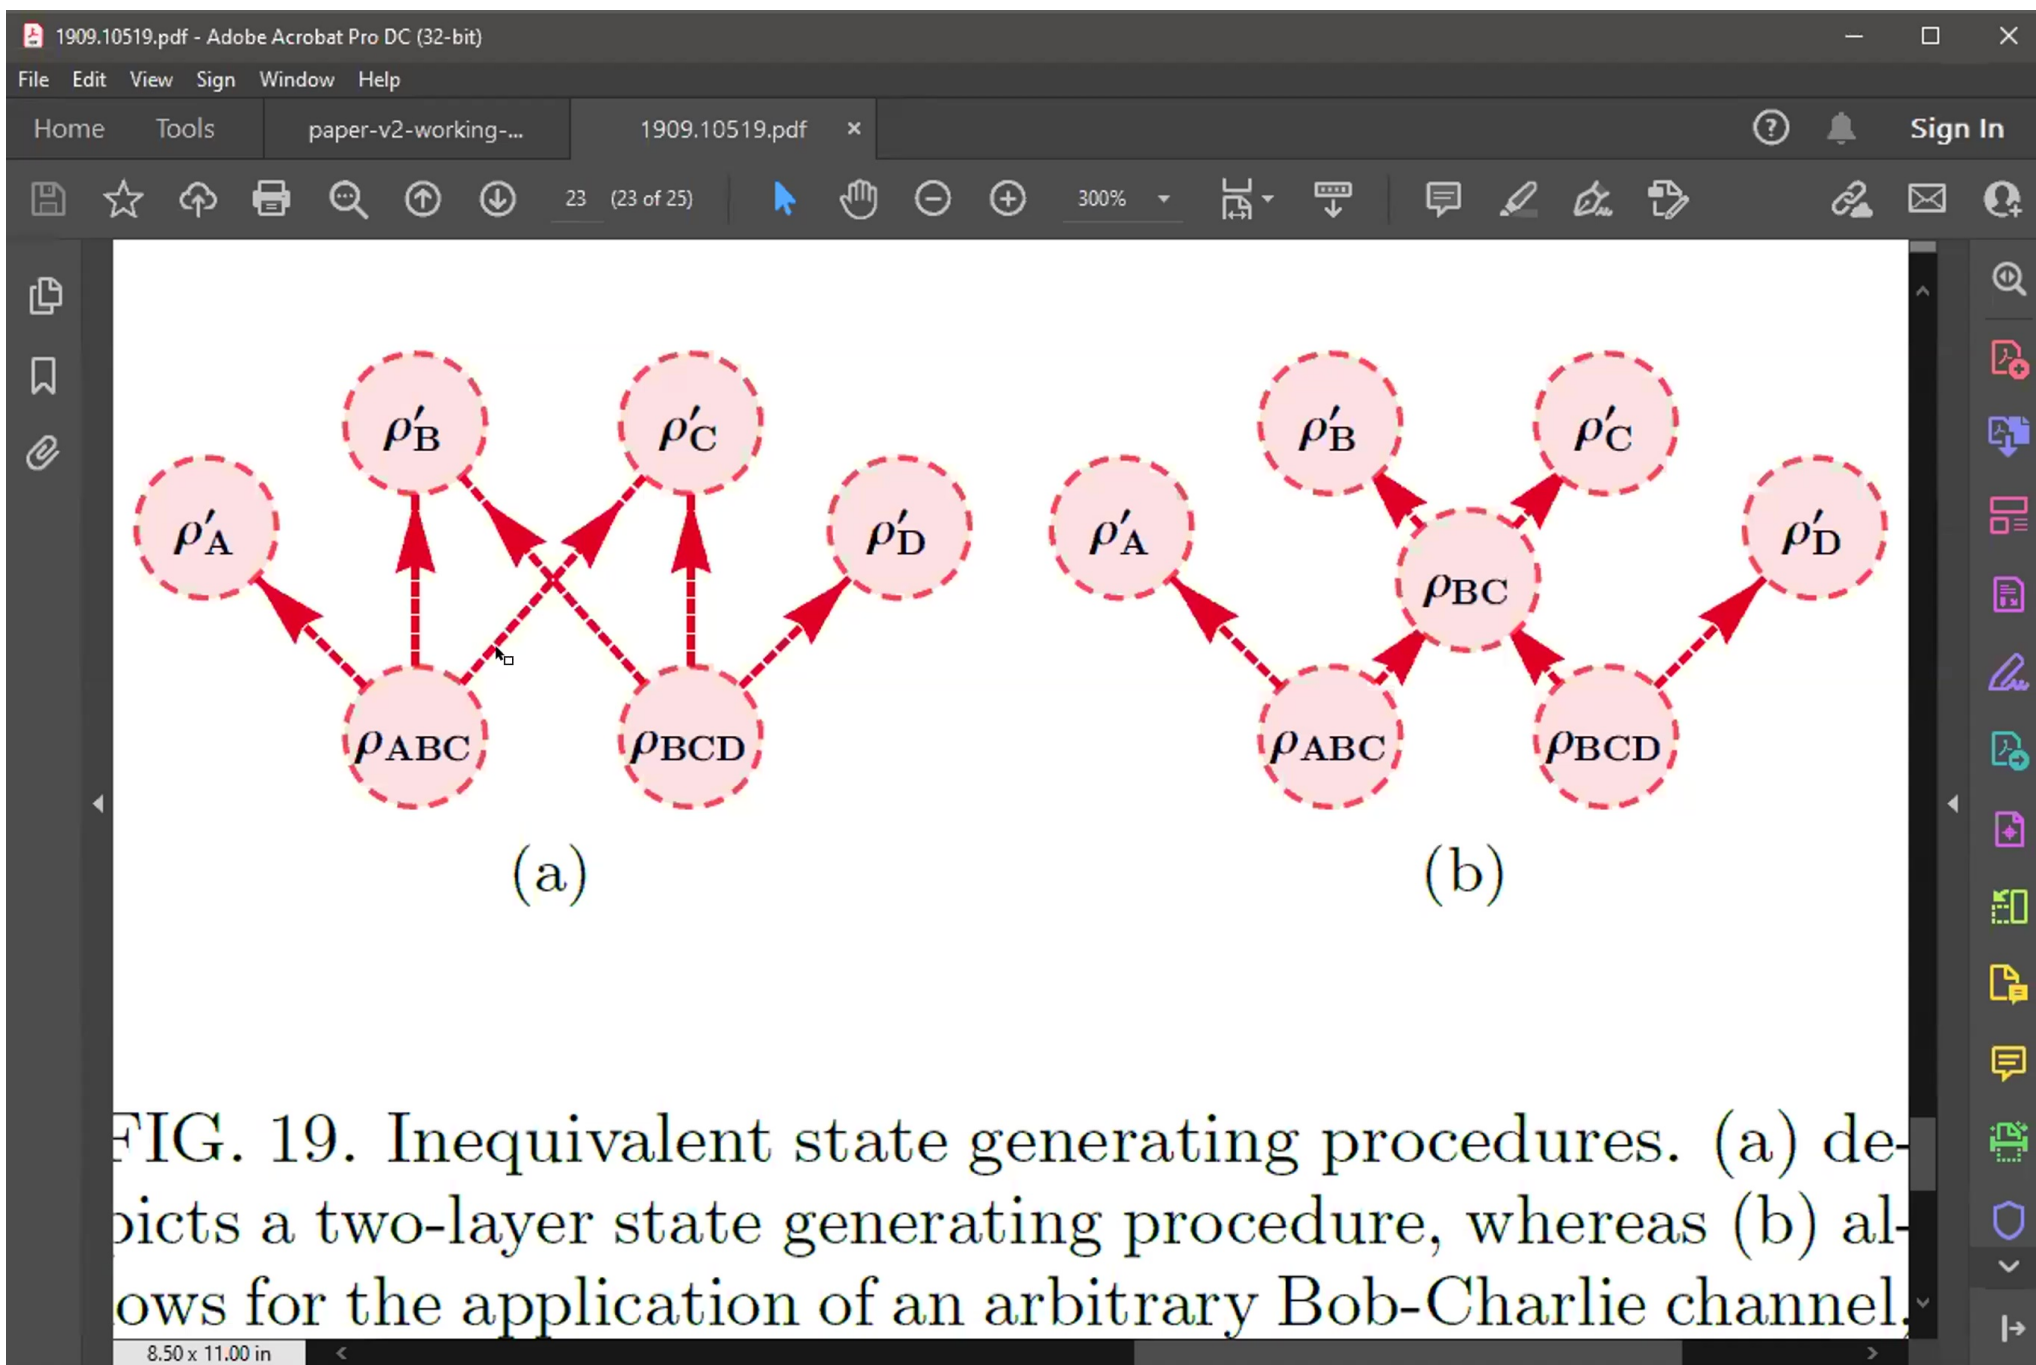 1909.10519.pdf - Adobe Acrobat Pro DC (32-bit)
File Edit View Sign Window Help
Home Tools paper-v2-working-... 1909.10519.pdf × Sign In
23 (23 of 25) 300%
ρ′B ρ′C ρ′B ρ′C
ρ′A ρ′D ρ′A ρ′D
ρBC
ρABC ρBCD ρABC ρBCD
(a) (b)
FIG. 19. Inequivalent state generating procedures. (a) de-
picts a two-layer state generating procedure, whereas (b) al-
lows for the application of an arbitrary Bob-Charlie channel.
8.50 x 11.00 in